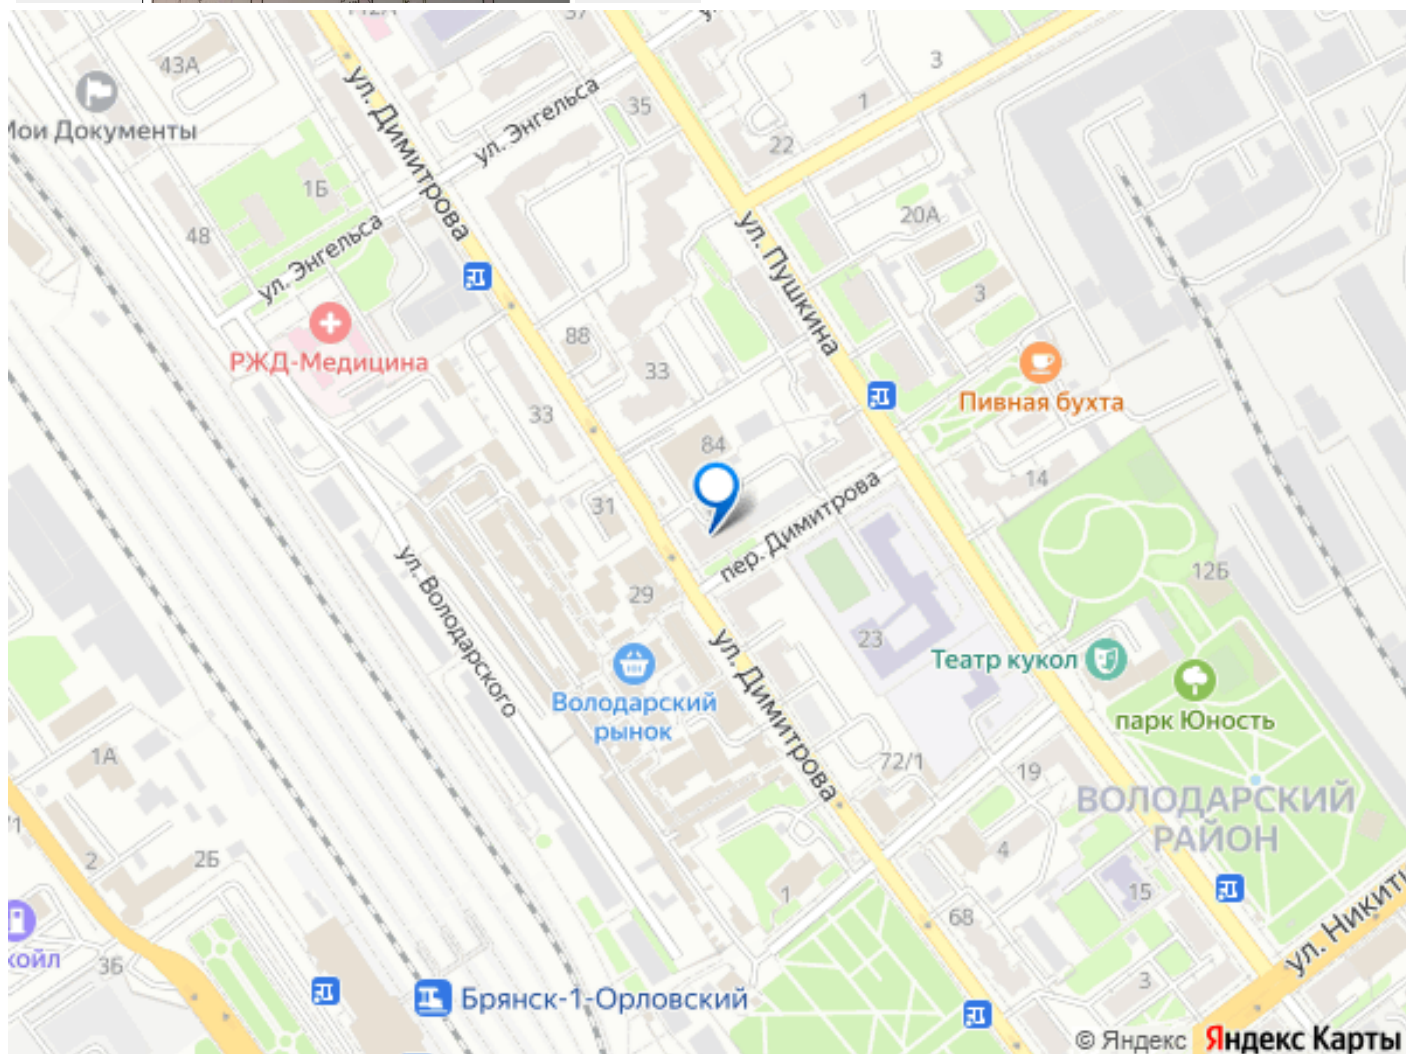 43А
37
3
ул. Димитрова
35
1
ул. Энгельса
Мои Документы
22
1Б
20А
48
ул. Энгельса
ул. Пушкина
3
88
РЖД-Медицина
33
Пивная бухта
33
84
14
31
пер. Димитрова
ул. Володарского
12Б
29
23
Театр кукол
ул. Димитрова
Володарский
рынок
парк Юность
1А
72/1
19
ВОЛОДАРСКИЙ
РАЙОН
2
2Б
4
15
1
68
3Б
3
Брянск-1-Орловский
© Яндекс Яндекс Карты